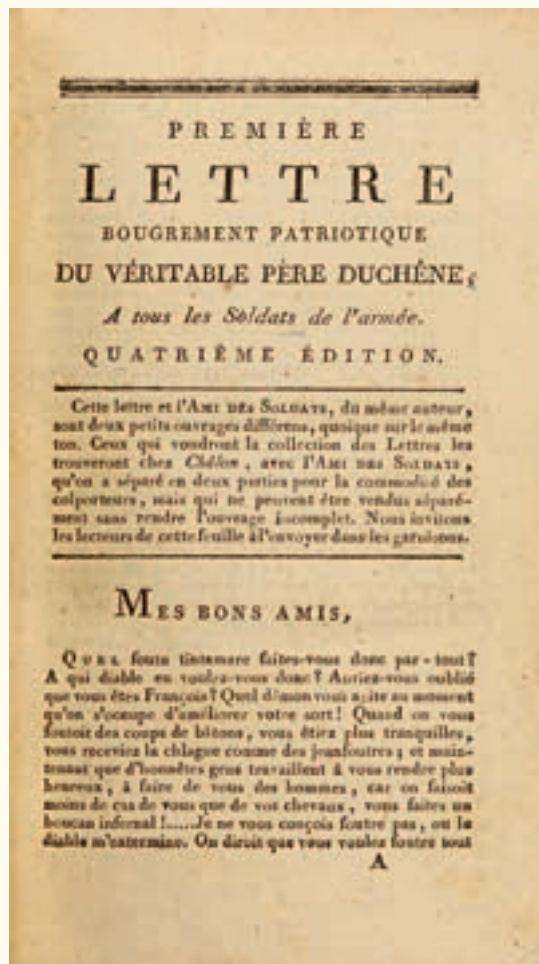 PREMIÈRE
LETTRE
BOUGREMENT PATRIOTIQUE
DU VÉRITABLE PÈRE DUCHÊNE,
A tous les Soldats de l'armée.
QUATRIÈME ÉDITION.
Cette lettre et l'AMI DES SOLDATS, du même auteur,
sont deux petits ouvrages différens, quoique sur le même
ton. Ceux qui voudront la collection des Lettres les
trouveront chez Châlon, avec l'AMI DES SOLDATS,
qu'on a séparé en deux parties pour la commodité des
colporteurs, mais qui ne peuvent être vendus séparé-
ment sans rendre l'ouvrage incomplet. Nous invitons
les lecteurs de cette feuille à l'envoyer dans les garnisons.
MES BONS AMIS,
QUEL foutu tintamare faites-vous donc par-tout?
A qui diable en voulez-vous donc? Auriez-vous oublié
que vous êtes François? Quel démon vous agite au moment
qu'on s'occupe d'améliorer votre sort! Quand on vous
foutoit des coups de bâtons, vous étiez plus tranquilles,
vous receviez la chlague comme des jeanfoutres; et main-
tenant que d'honnêtes gens travaillent à vous rendre plus
heureux, à faire de vous des hommes, car on faisoit
moins de cas de vous que de vos chevaux, vous faites un
boucan infernal!.....Je ne vous conçois foutre pas, ou le
diable m'extermine. On diroit que vous voulez foutre tout
A